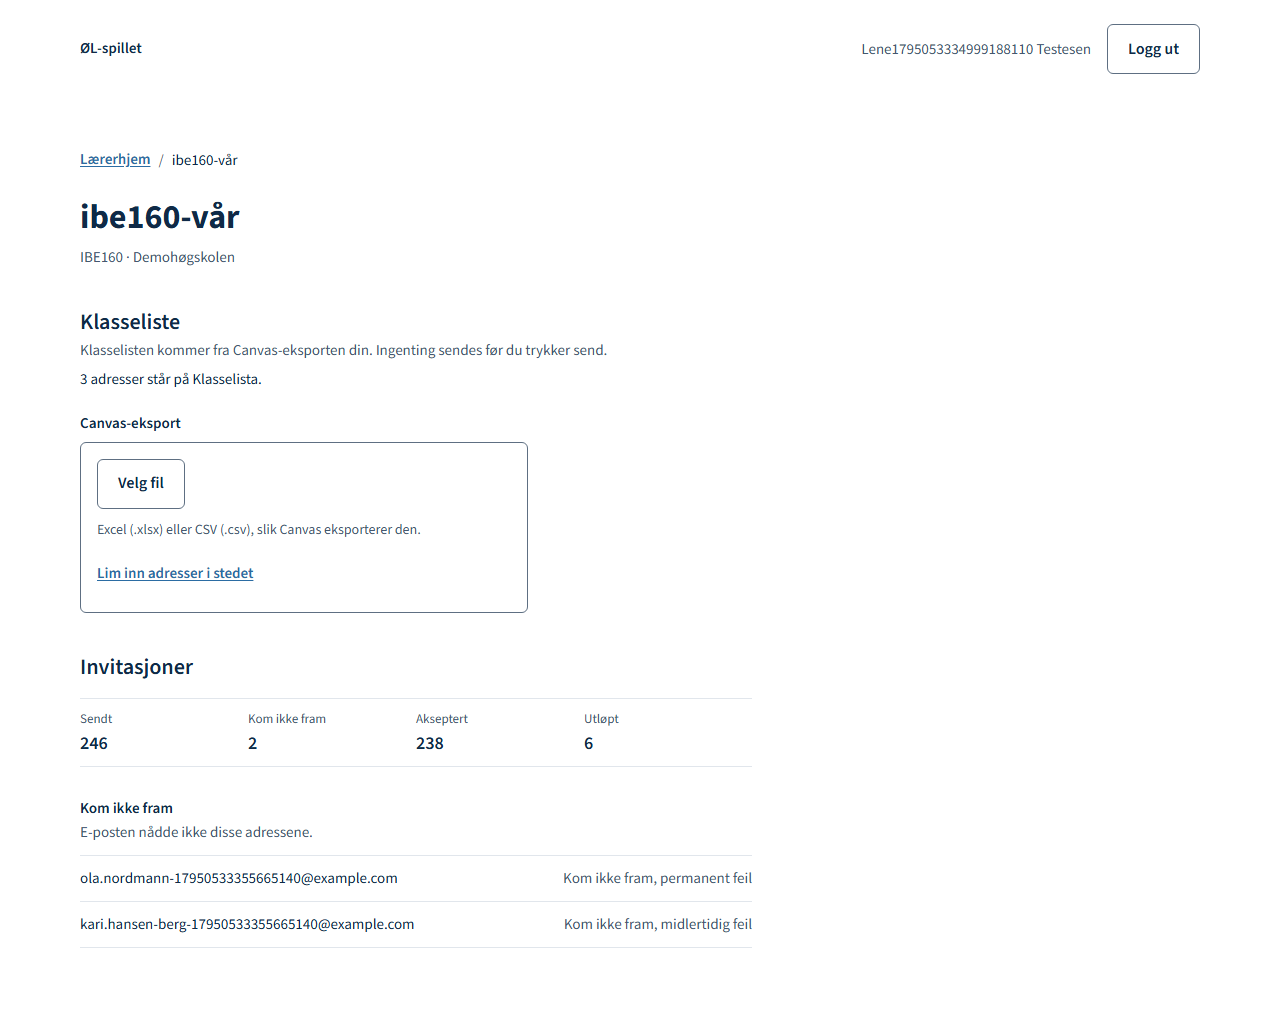 ØL-spillet
Lene1795053334999188110 Testesen
Logg ut
Lærerhjem / ibe160-vår
ibe160-vår
IBE160 · Demohøgskolen
Klasseliste
Klasselisten kommer fra Canvas-eksporten din. Ingenting sendes før du trykker send.
3 adresser står på Klasselista.
Canvas-eksport
Velg fil
Excel (.xlsx) eller CSV (.csv), slik Canvas eksporterer den.
Lim inn adresser i stedet
Invitasjoner
Sendt Kom ikke fram Akseptert Utløpt
246 2 238 6
Kom ikke fram
E-posten nådde ikke disse adressene.
ola.nordmann-17950533355665140@example.com Kom ikke fram, permanent feil
kari.hansen-berg-17950533355665140@example.com Kom ikke fram, midlertidig feil